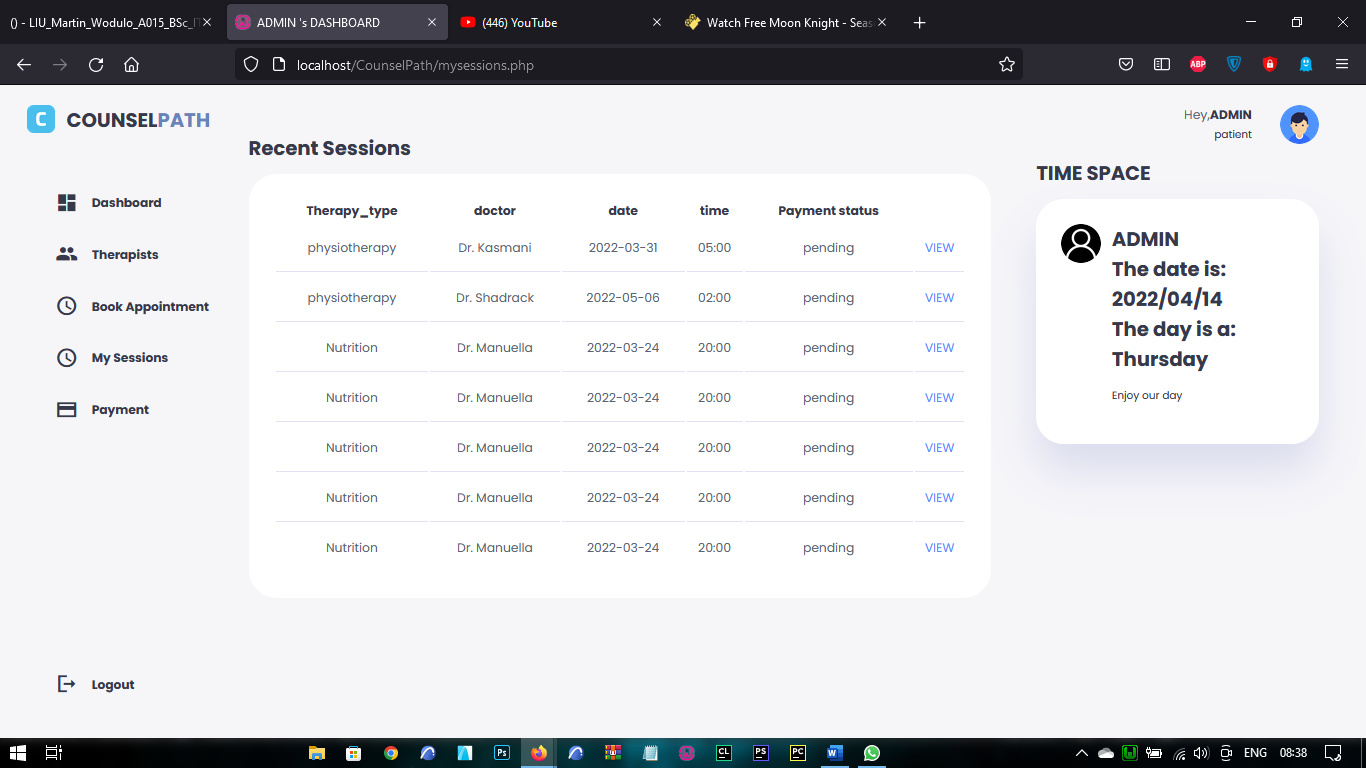 () - LIU_Martin_Wodulo_A015_BSc_IT
ADMIN 's DASHBOARD
(446) YouTube
Watch Free Moon Knight - Seas
localhost/CounselPath/mysessions.php
ABP
C COUNSELPATH
Hey,ADMIN
patient
Dashboard
Therapists
Book Appointment
My Sessions
Payment
Logout
Recent Sessions
Therapy_type doctor date time Payment status
physiotherapy Dr. Kasmani 2022-03-31 05:00 pending VIEW
physiotherapy Dr. Shadrack 2022-05-06 02:00 pending VIEW
Nutrition Dr. Manuella 2022-03-24 20:00 pending VIEW
Nutrition Dr. Manuella 2022-03-24 20:00 pending VIEW
Nutrition Dr. Manuella 2022-03-24 20:00 pending VIEW
Nutrition Dr. Manuella 2022-03-24 20:00 pending VIEW
Nutrition Dr. Manuella 2022-03-24 20:00 pending VIEW
TIME SPACE
ADMIN
The date is:
2022/04/14
The day is a:
Thursday
Enjoy our day
Ps
CL
PS
PC
W
ENG 08:38